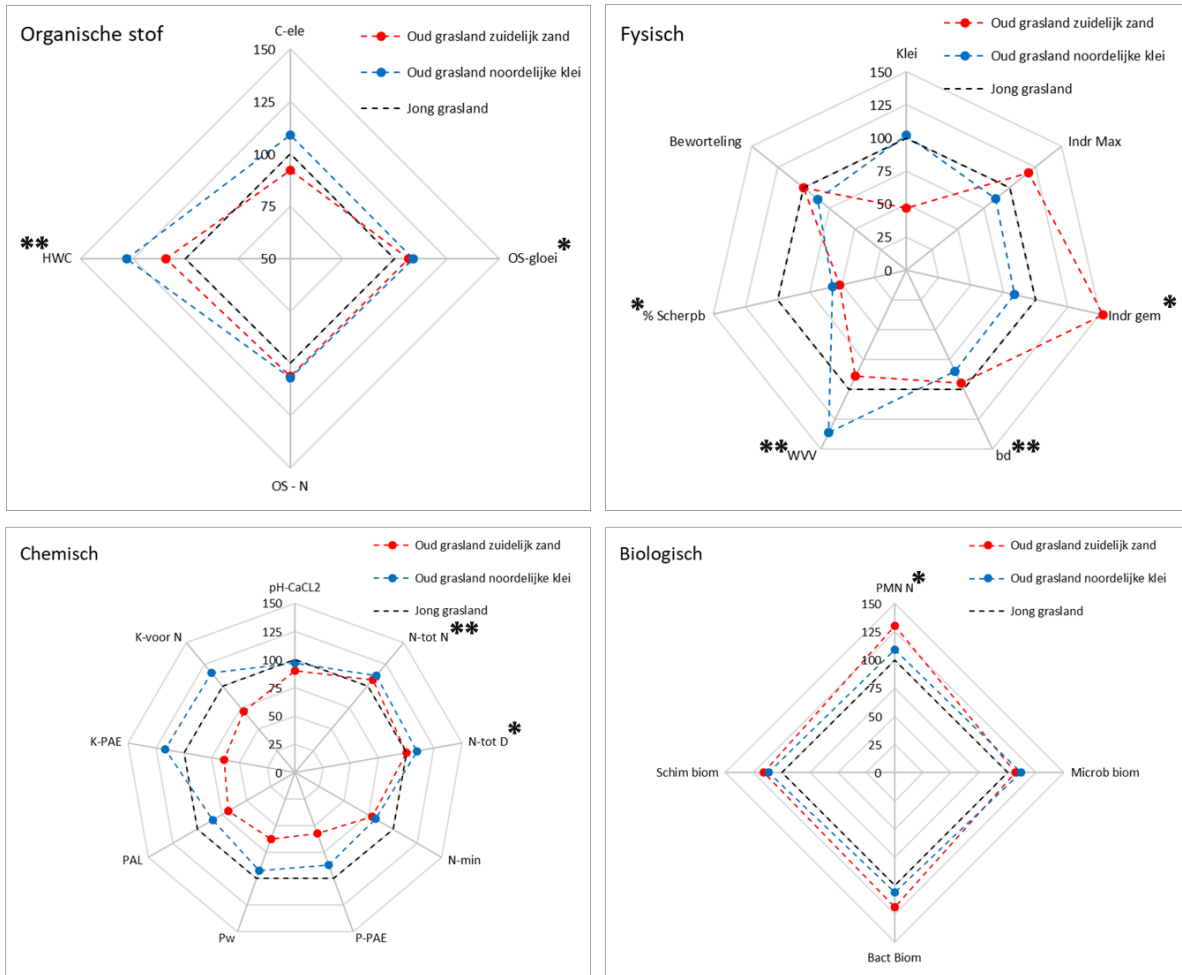 Organische stof
C-ele
Oud grasland zuidelijk zand
Oud grasland noordelijke klei
Jong grasland
150
125
100
75
50
** HWC
OS-gloei *
OS - N
Fysisch
Klei
Oud grasland zuidelijk zand
Oud grasland noordelijke klei
Jong grasland
150
125
100
75
50
25
0
Beworteling
Indr Max
* % Scherpb
Indr gem *
** WVV
bd **
Chemisch
pH-CaCL2
Oud grasland zuidelijk zand
Oud grasland noordelijke klei
Jong grasland
150
125
100
75
50
25
0
K-voor N
N-tot N **
K-PAE
N-tot D *
PAL
N-min
Pw
P-PAE
Biologisch
PMN N *
Oud grasland zuidelijk zand
Oud grasland noordelijke klei
Jong grasland
150
125
100
75
50
25
0
Schim biom
Microb biom
Bact Biom